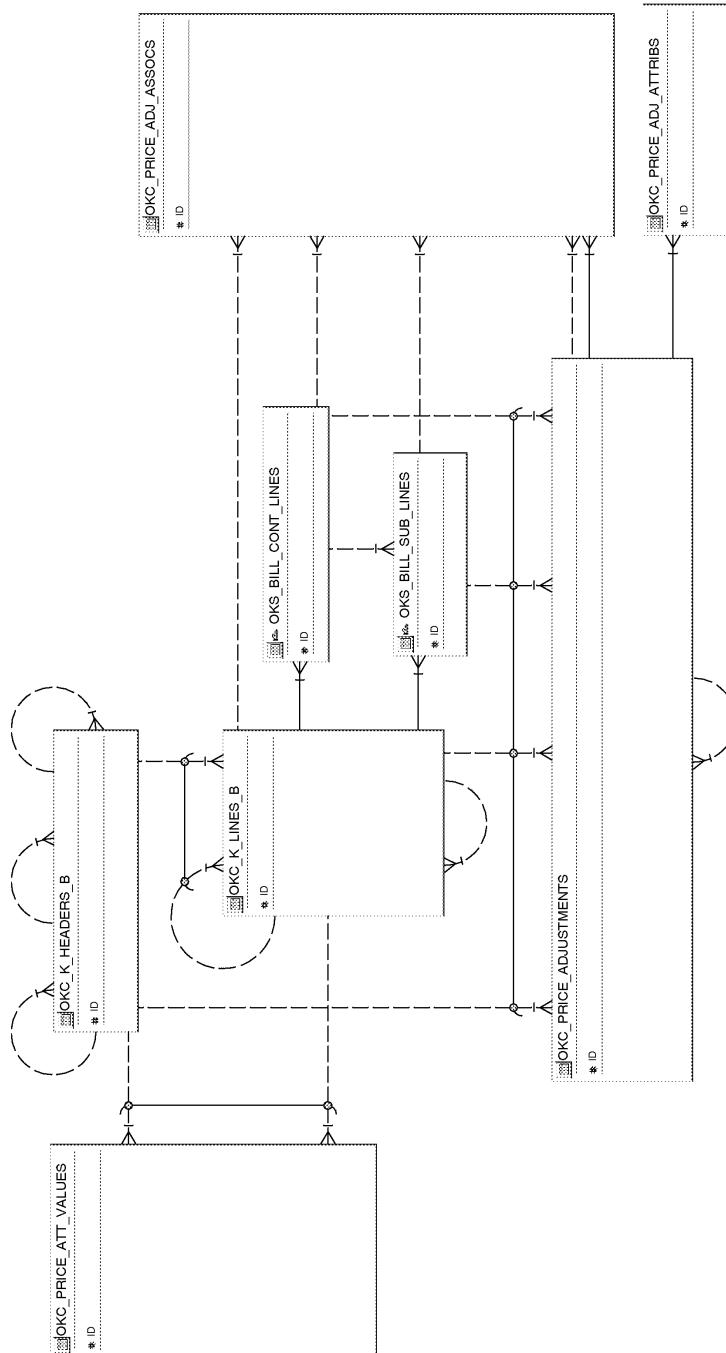 OKC_PRICE_ATT_VALUES
# ID
OKC_K_HEADERS_B
# ID
OKC_K_LINES_B
# ID
OKS_BILL_CONT_LINES
# ID
OKS_BILL_SUB_LINES
# ID
OKC_PRICE_ADJUSTMENTS
# ID
OKC_PRICE_ADJ_ASSOCS
# ID
OKC_PRICE_ADJ_ATTRIBS
# ID